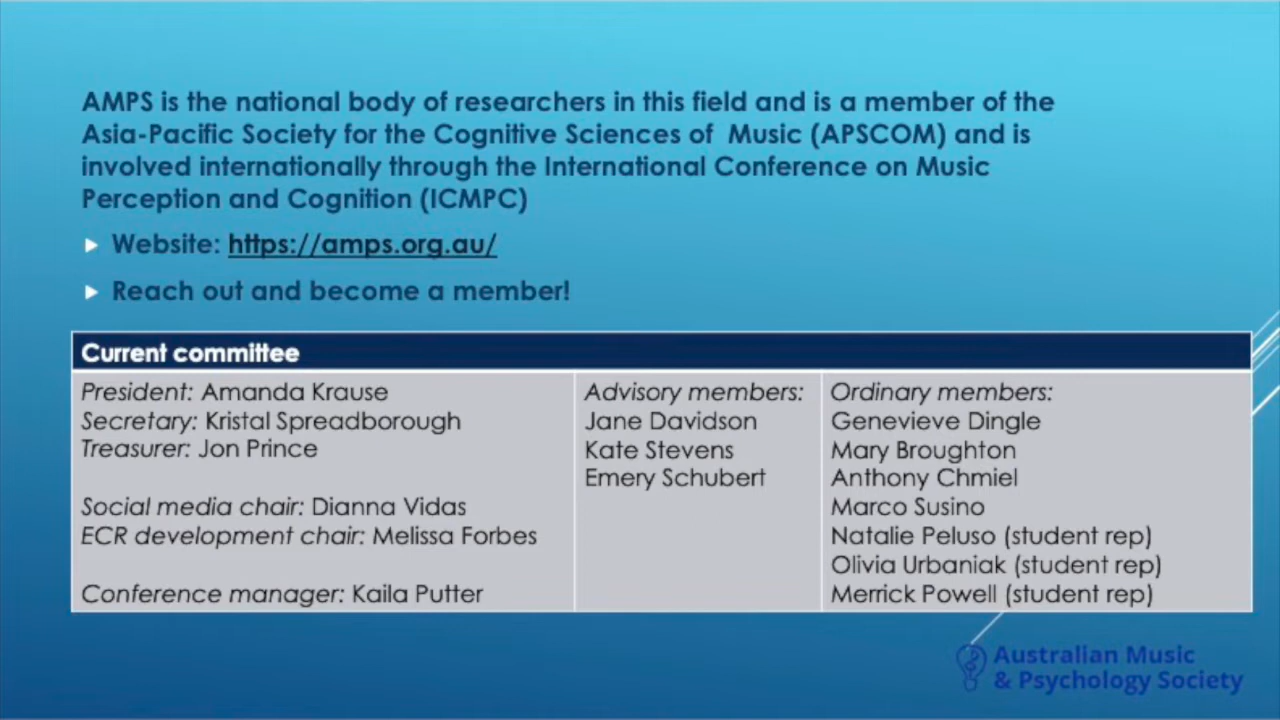 AMPS is the national body of researchers in this field and is a member of the
Asia-Pacific Society for the Cognitive Sciences of Music (APSCOM) and is
involved internationally through the International Conference on Music
Perception and Cognition (ICMPC)
Website: https://amps.org.au/
Reach out and become a member!
Current committee
President: Amanda Krause
Secretary: Kristal Spreadborough
Treasurer: Jon Prince
Social media chair: Dianna Vidas
ECR development chair: Melissa Forbes
Conference manager: Kaila Putter
Advisory members:
Jane Davidson
Kate Stevens
Emery Schubert
Ordinary members:
Genevieve Dingle
Mary Broughton
Anthony Chmiel
Marco Susino
Natalie Peluso (student rep)
Olivia Urbaniak (student rep)
Merrick Powell (student rep)
Australian Music
& Psychology Society